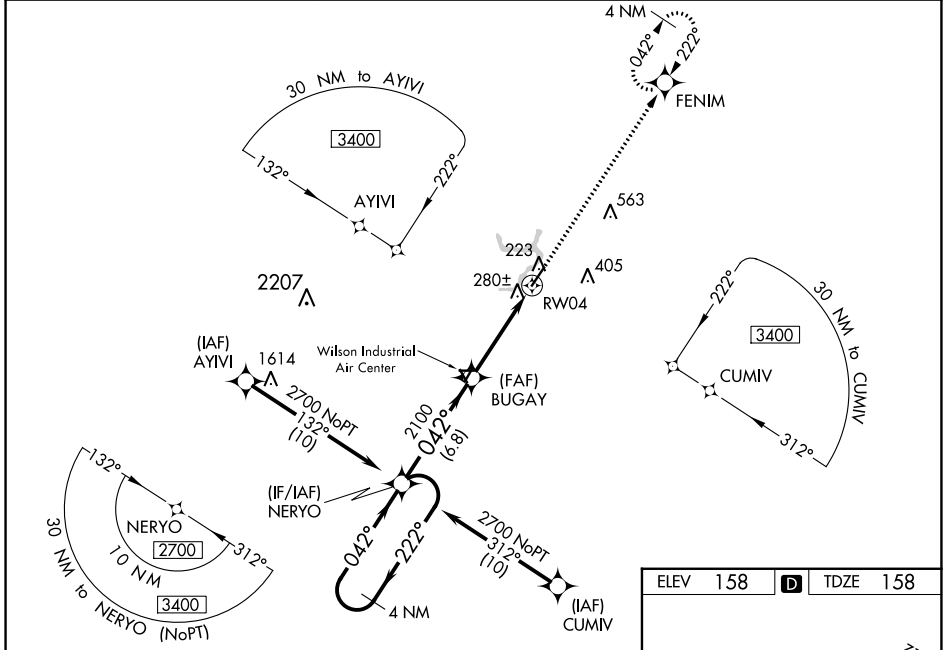 4 NM
042°
222°
FENIM
30 NM to AYIVI
3400
132°
222°
AYIVI
563
223
405
280±
RW04
2207
30 NM to CUMIV
222°
3400
CUMIV
312°
(IAF)
AYIVI
1614
Wilson Industrial
Air Center
(FAF)
BUGAY
2700 NoPT
132°
(10)
2100
042°
(6.8)
(IF/IAF)
NERYO
132°
NERYO
2700
312°
10 NM
3400
30 NM to NERYO (NoPT)
042°
222°
4 NM
2700 NoPT
312°
(10)
(IAF)
CUMIV
ELEV 158 D TDZE 158